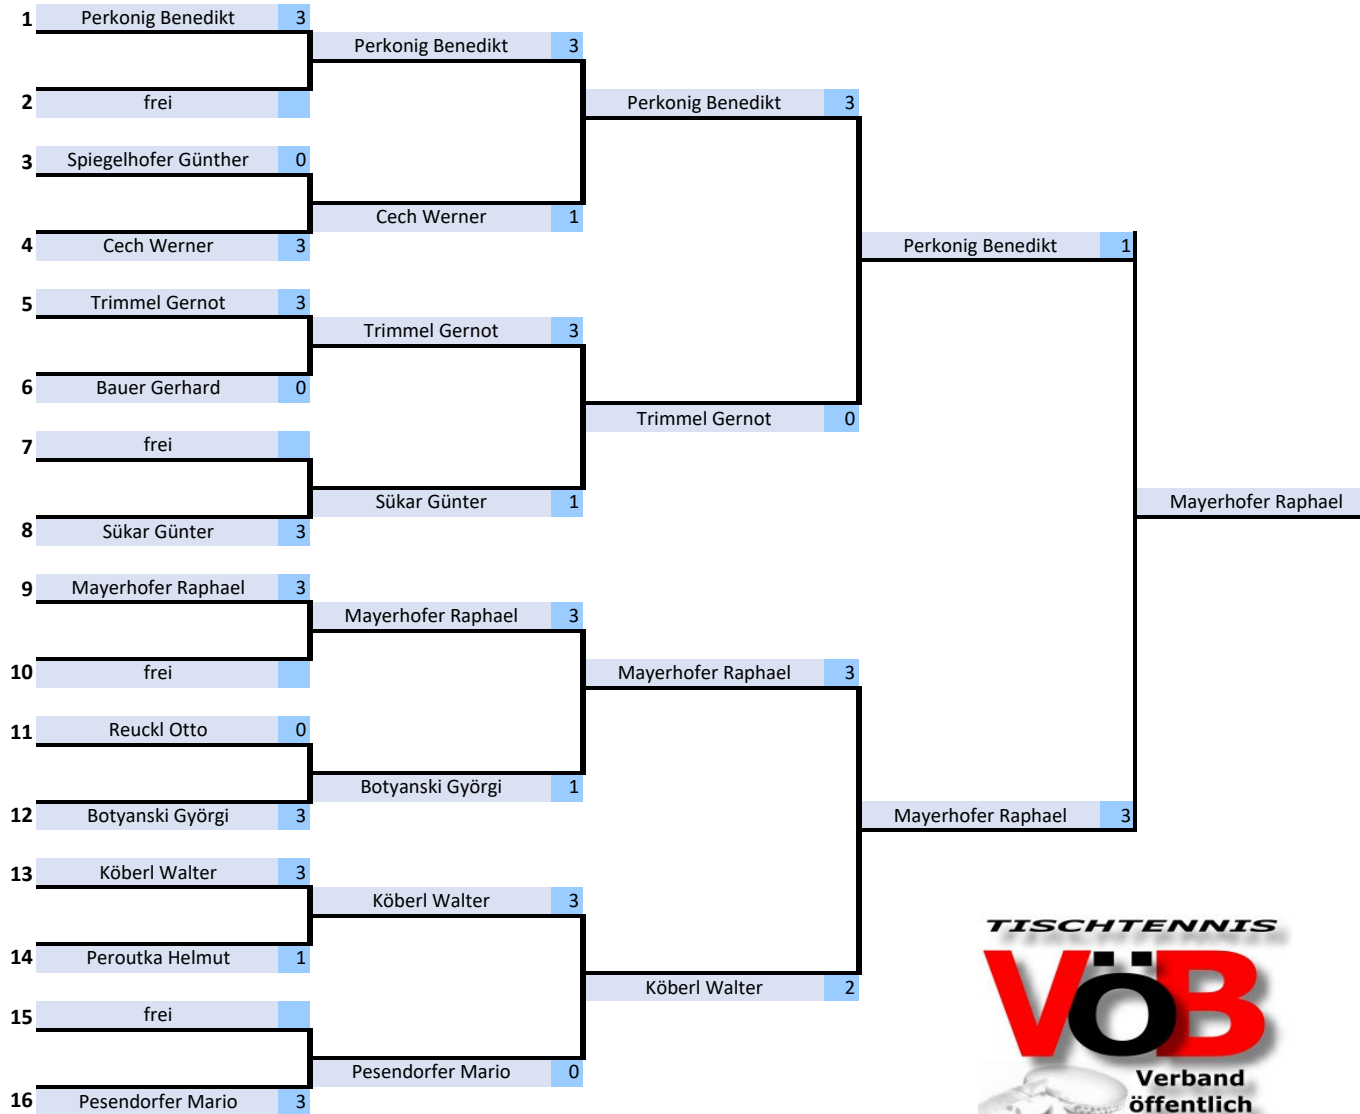 1 Perkonig Benedikt 3
Perkonig Benedikt 3
2 frei
Perkonig Benedikt 3
3 Spiegelhofer Günther 0
Cech Werner 1
4 Cech Werner 3
Perkonig Benedikt 1
5 Trimmel Gernot 3
Trimmel Gernot 3
6 Bauer Gerhard 0
Trimmel Gernot 0
7 frei
Sükar Günter 1
Mayerhofer Raphael
8 Sükar Günter 3
9 Mayerhofer Raphael 3
Mayerhofer Raphael 3
10 frei
Mayerhofer Raphael 3
11 Reuckl Otto 0
Botyanski Györgi 1
12 Botyanski Györgi 3
Mayerhofer Raphael 3
13 Köberl Walter 3
Köberl Walter 3
14 Peroutka Helmut 1
Köberl Walter 2
15 frei
Pesendorfer Mario 0
16 Pesendorfer Mario 3
TISCHTENNIS
VÖB
Verband
öffentlich